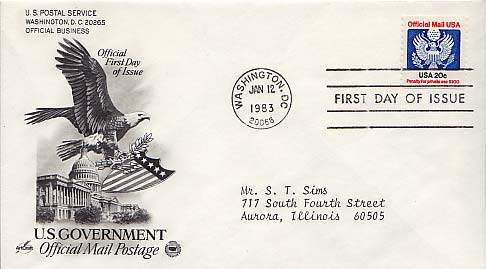 U.S. POSTAL SERVICE
WASHINGTON, D.C. 20265
OFFICIAL BUSINESS
Official
First Day
of Issue
Official Mail USA
USA 20c
Penalty for private use $300
WASHINGTON, DC
JAN 12
1983
20066
FIRST DAY OF ISSUE
Mr. S. T. Sims
717 South Fourth Street
Aurora, Illinois 60505
U.S. GOVERNMENT
Official Mail Postage